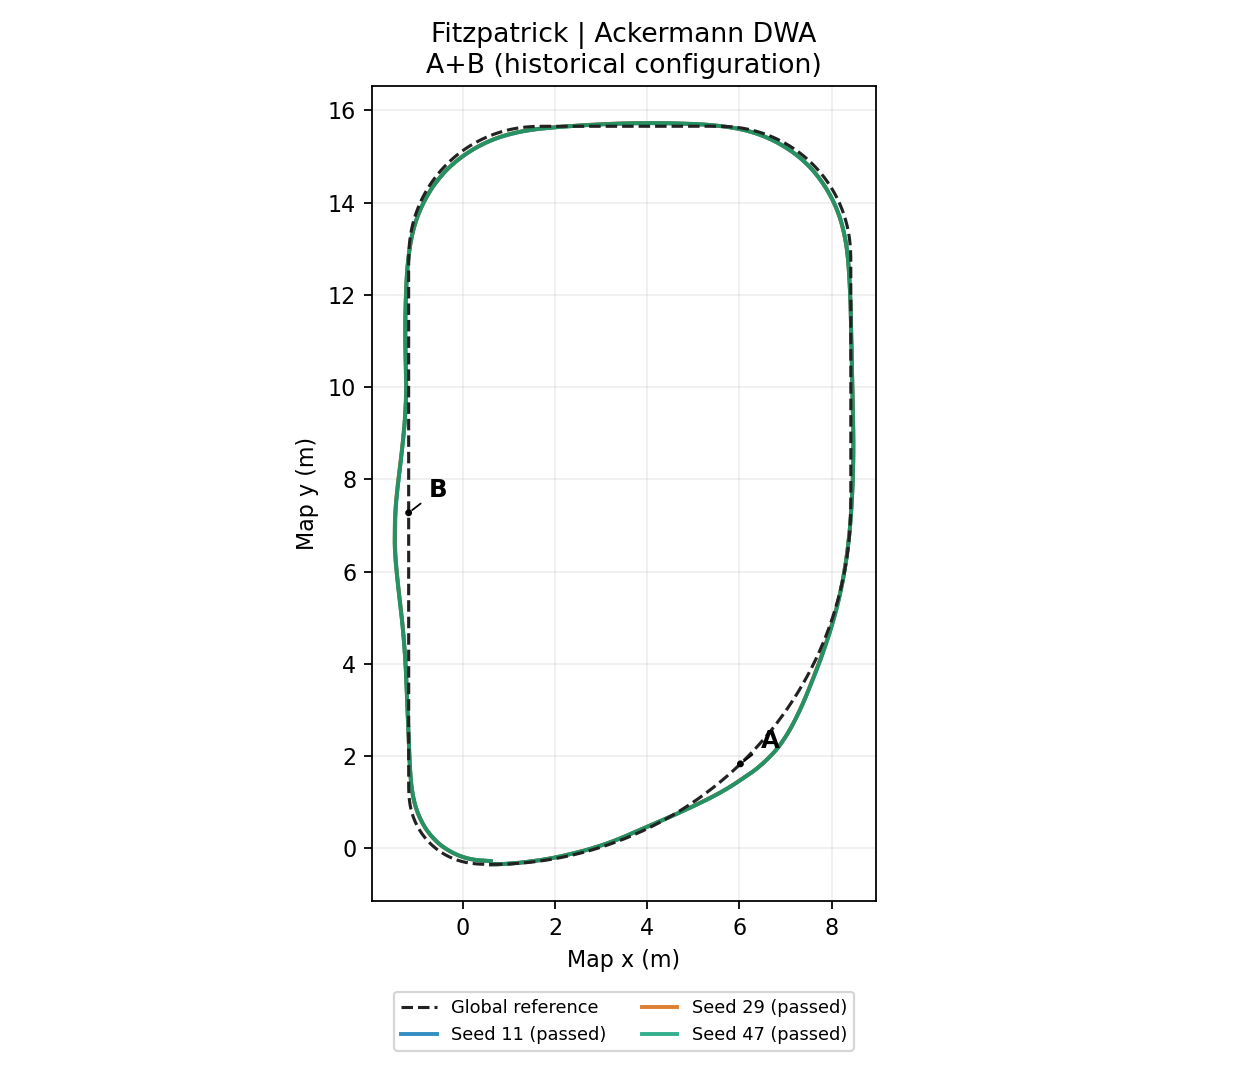 Fitzpatrick | Ackermann DWA
A+B (historical configuration)
16
14
12
10
8
6
4
2
0
Map y (m)
B
A
0 2 4 6 8
Map x (m)
Global reference
Seed 11 (passed)
Seed 29 (passed)
Seed 47 (passed)